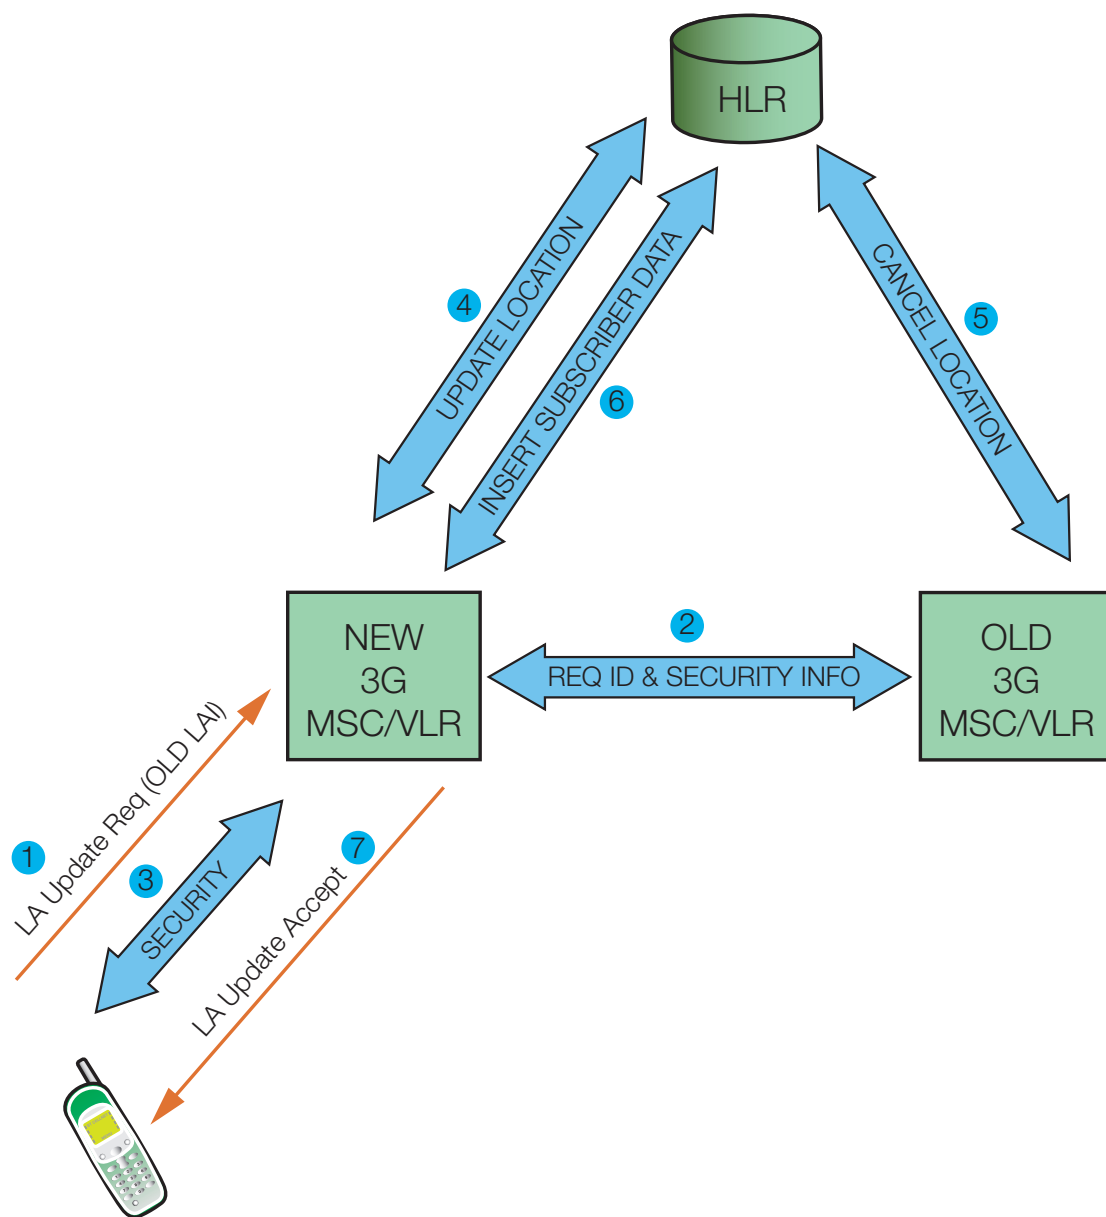 HLR
4
UPDATE LOCATION
INSERT SUBSCRIBER DATA
6
CANCEL LOCATION
5
NEW
3G
MSC/VLR
2
REQ ID & SECURITY INFO
OLD
3G
MSC/VLR
1
LA Update Req (OLD LAI)
3
SECURITY
7
LA Update Accept